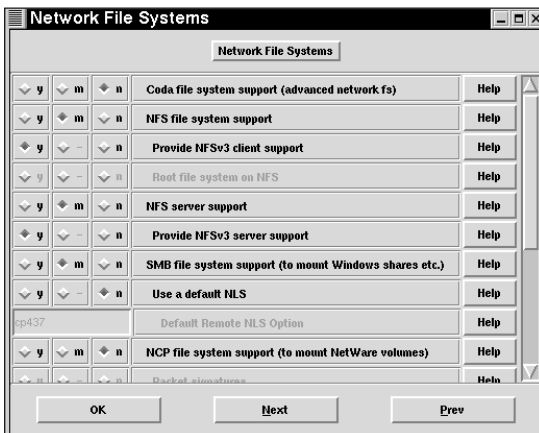 Network File Systems
Network File Systems
y m n Coda file system support (advanced network fs) Help
y m n NFS file system support Help
y - n Provide NFSv3 client support Help
y - n Root file system on NFS Help
y m n NFS server support Help
y - n Provide NFSv3 server support Help
y m n SMB file system support (to mount Windows shares etc.) Help
y - n Use a default NLS Help
cp437 Default Remote NLS Option Help
y m n NCP file system support (to mount NetWare volumes) Help
y - n Packet signatures Help
OK Next Prev